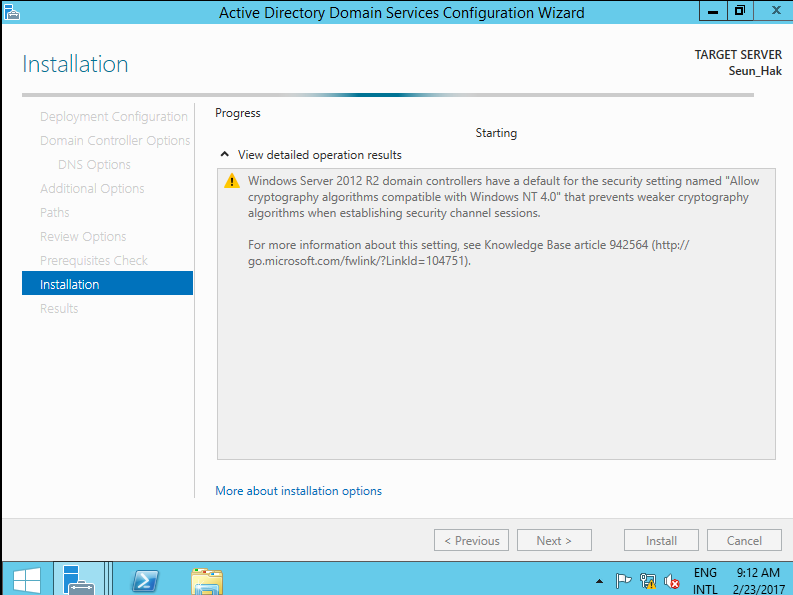 Active Directory Domain Services Configuration Wizard
Installation
TARGET SERVER
Seun_Hak
Deployment Configuration
Domain Controller Options
DNS Options
Additional Options
Paths
Review Options
Prerequisites Check
Installation
Results
Progress
Starting
View detailed operation results
Windows Server 2012 R2 domain controllers have a default for the security setting named "Allow
cryptography algorithms compatible with Windows NT 4.0" that prevents weaker cryptography
algorithms when establishing security channel sessions.
For more information about this setting, see Knowledge Base article 942564 (http://
go.microsoft.com/fwlink/?LinkId=104751).
More about installation options
< Previous
Next >
Install
Cancel
ENG
INTL
9:12 AM
2/23/2017